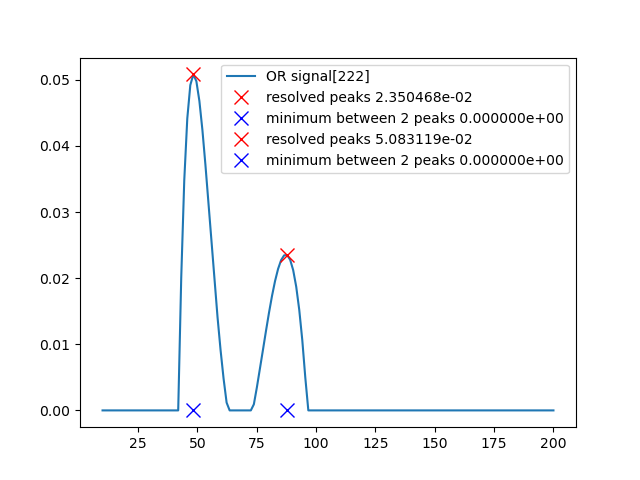 OR signal[222]
resolved peaks 2.350468e-02
minimum between 2 peaks 0.000000e+00
resolved peaks 5.083119e-02
minimum between 2 peaks 0.000000e+00
0.05
0.04
0.03
0.02
0.01
0.00
25 50 75 100 125 150 175 200